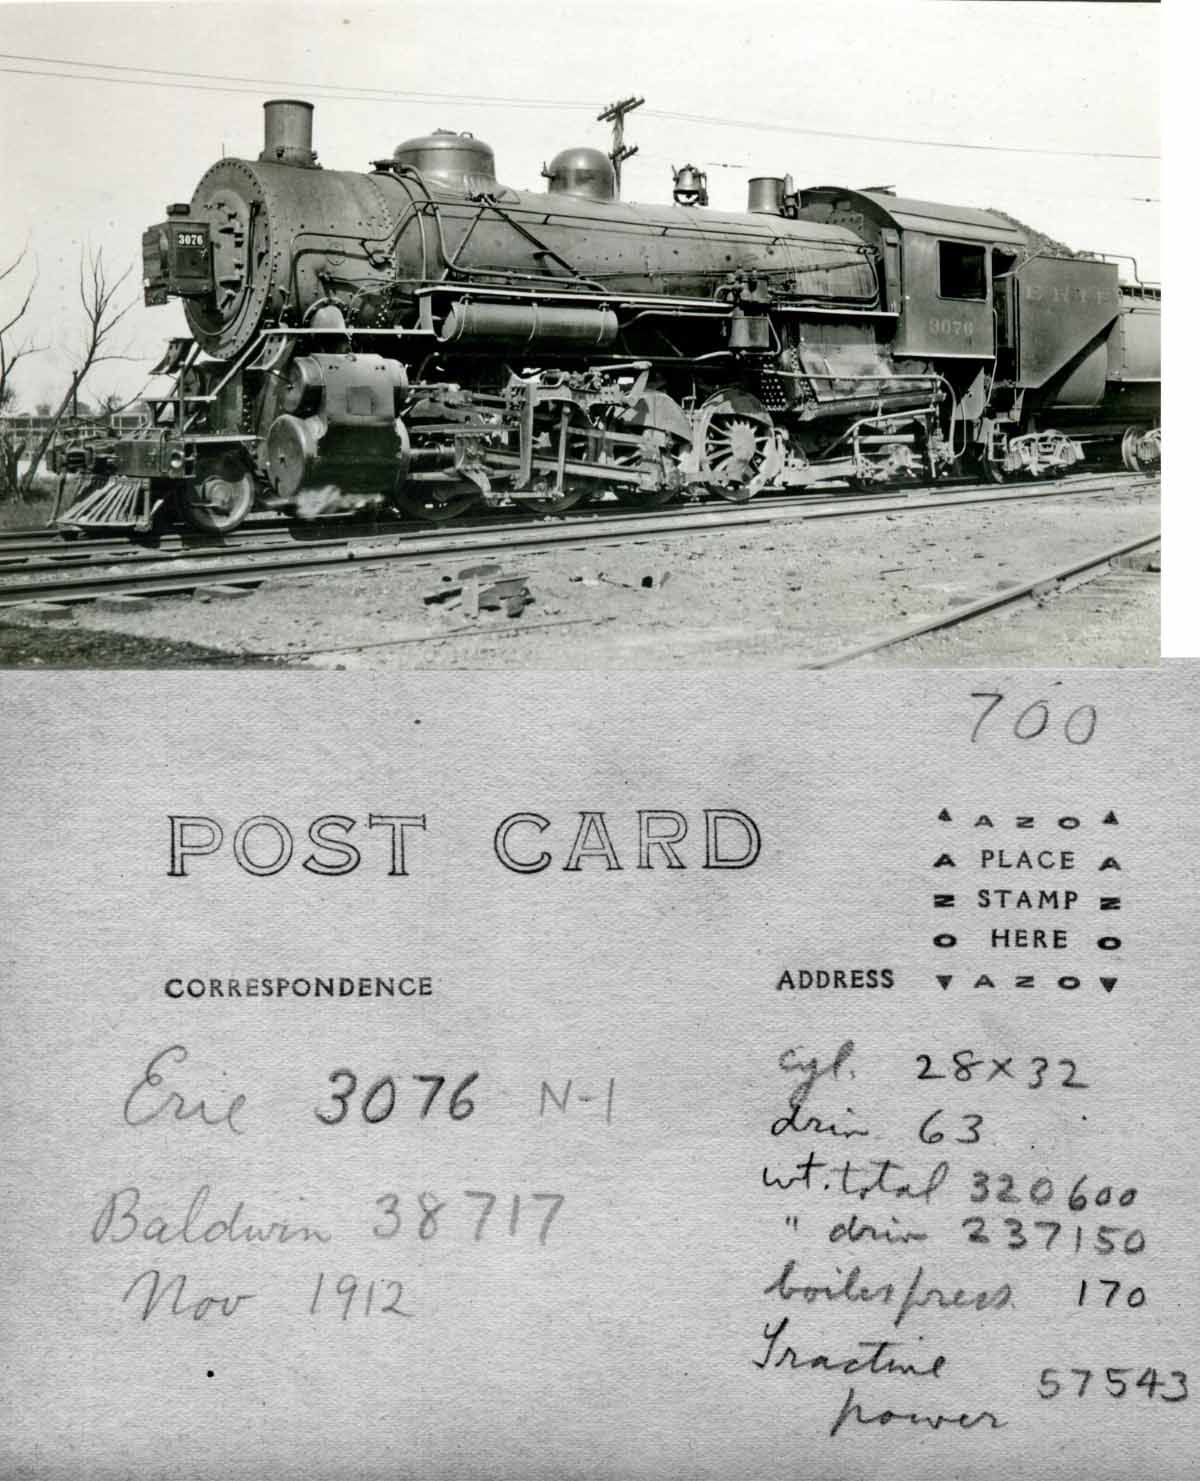 3076
ERIE
3076
700
POST CARD
AZO
A PLACE A
Z STAMP Z
O HERE O
AZO
CORRESPONDENCE
ADDRESS
Erie 3076 N-1
Baldwin 38717
Nov 1912
cyl. 28x32
driv 63
wt. total 320600
" driv 237150
boiler press. 170
Tractive
power 57543